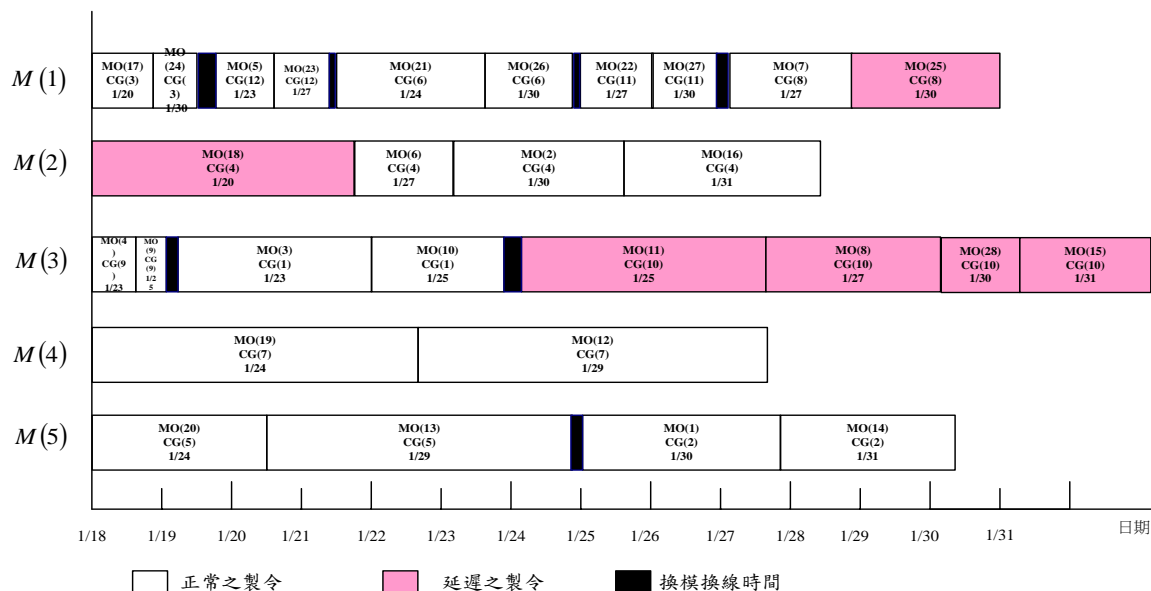 M(1)
MO(17)
CG(3)
1/20
MO
(24)
CG(
3)
1/30
MO(5)
CG(12)
1/23
MO(23)
CG(12)
1/27
MO(21)
CG(6)
1/24
MO(26)
CG(6)
1/30
MO(22)
CG(11)
1/27
MO(27)
CG(11)
1/30
MO(7)
CG(8)
1/27
MO(25)
CG(8)
1/30
M(2)
MO(18)
CG(4)
1/20
MO(6)
CG(4)
1/27
MO(2)
CG(4)
1/30
MO(16)
CG(4)
1/31
M(3)
MO(4
)
CG(9
)
1/23
MO
(9)
CG
(9)
1/2
5
MO(3)
CG(1)
1/23
MO(10)
CG(1)
1/25
MO(11)
CG(10)
1/25
MO(8)
CG(10)
1/27
MO(28)
CG(10)
1/30
MO(15)
CG(10)
1/31
M(4)
MO(19)
CG(7)
1/24
MO(12)
CG(7)
1/29
M(5)
MO(20)
CG(5)
1/24
MO(13)
CG(5)
1/29
MO(1)
CG(2)
1/30
MO(14)
CG(2)
1/31
1/18 1/19 1/20 1/21 1/22 1/23 1/24 1/25 1/26 1/27 1/28 1/29 1/30 1/31 日期
正常之製令 延遲之製令 換模換線時間